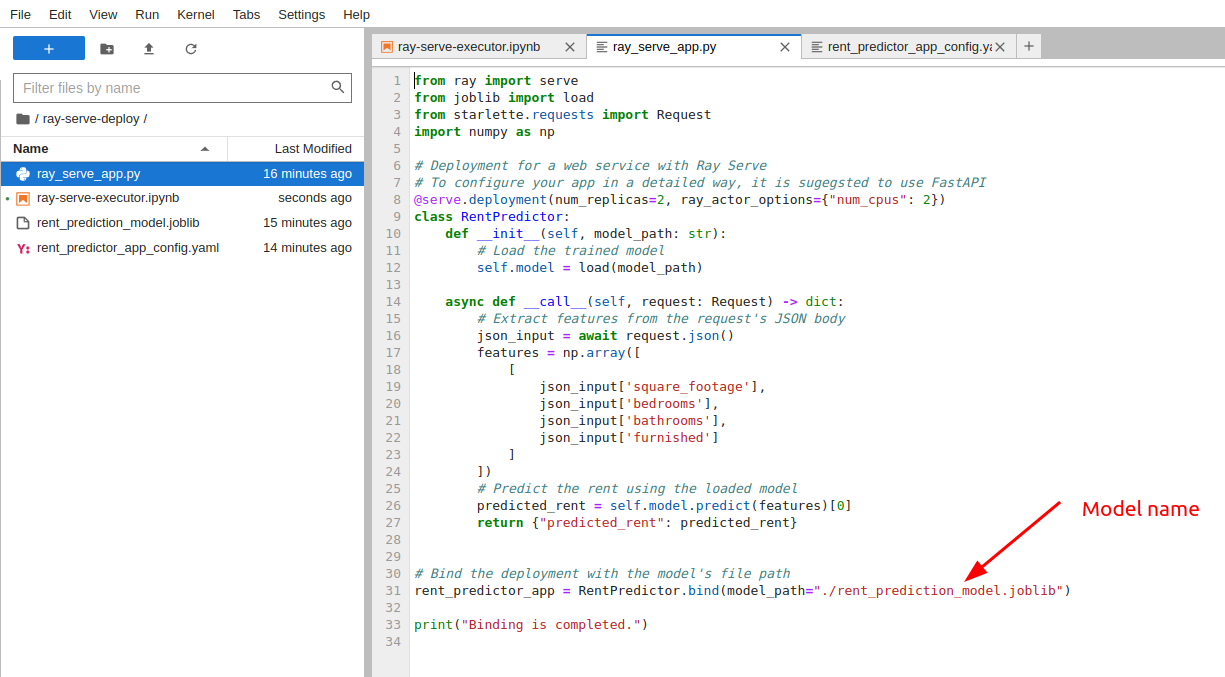 File Edit View Run Kernel Tabs Settings Help
+
Filter files by name
/ ray-serve-deploy /
Name Last Modified
ray_serve_app.py 16 minutes ago
ray-serve-executor.ipynb seconds ago
rent_prediction_model.joblib 15 minutes ago
Y: rent_predictor_app_config.yaml 14 minutes ago
ray-serve-executor.ipynb ray_serve_app.py rent_predictor_app_config.ya +
1 from ray import serve
2 from joblib import load
3 from starlette.requests import Request
4 import numpy as np
5
6 # Deployment for a web service with Ray Serve
7 # To configure your app in a detailed way, it is sugegsted to use FastAPI
8 @serve.deployment(num_replicas=2, ray_actor_options={"num_cpus": 2})
9 class RentPredictor:
10     def __init__(self, model_path: str):
11         # Load the trained model
12         self.model = load(model_path)
13
14     async def __call__(self, request: Request) -> dict:
15         # Extract features from the request's JSON body
16         json_input = await request.json()
17         features = np.array([
18             [
19                 json_input['square_footage'],
20                 json_input['bedrooms'],
21                 json_input['bathrooms'],
22                 json_input['furnished']
23             ]
24         ])
25         # Predict the rent using the loaded model
26         predicted_rent = self.model.predict(features)[0]
27         return {"predicted_rent": predicted_rent}
28
29
30 # Bind the deployment with the model's file path
31 rent_predictor_app = RentPredictor.bind(model_path="./rent_prediction_model.joblib")
32
33 print("Binding is completed.")
34
Model name